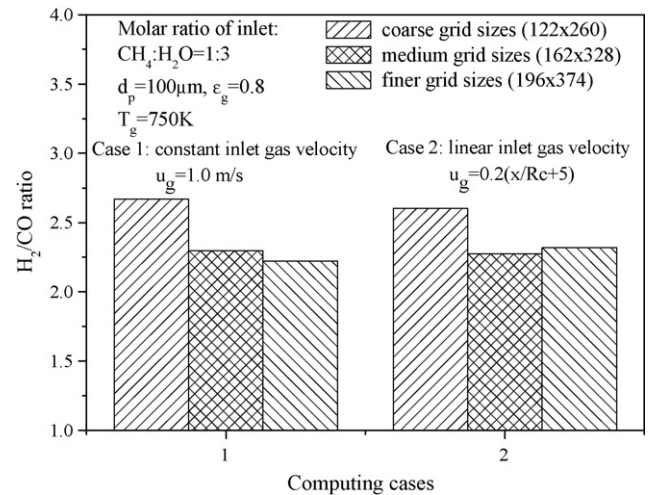 Molar ratio of inlet:
CH4:H2O=1:3
dp=100μm, εg=0.8
Tg=750K
coarse grid sizes (122x260)
medium grid sizes (162x328)
finer grid sizes (196x374)
Case 1: constant inlet gas velocity
ug=1.0 m/s
Case 2: linear inlet gas velocity
ug=0.2(x/Rc+5)
H2/CO ratio
4.0
3.5
3.0
2.5
2.0
1.5
1.0
1
2
Computing cases